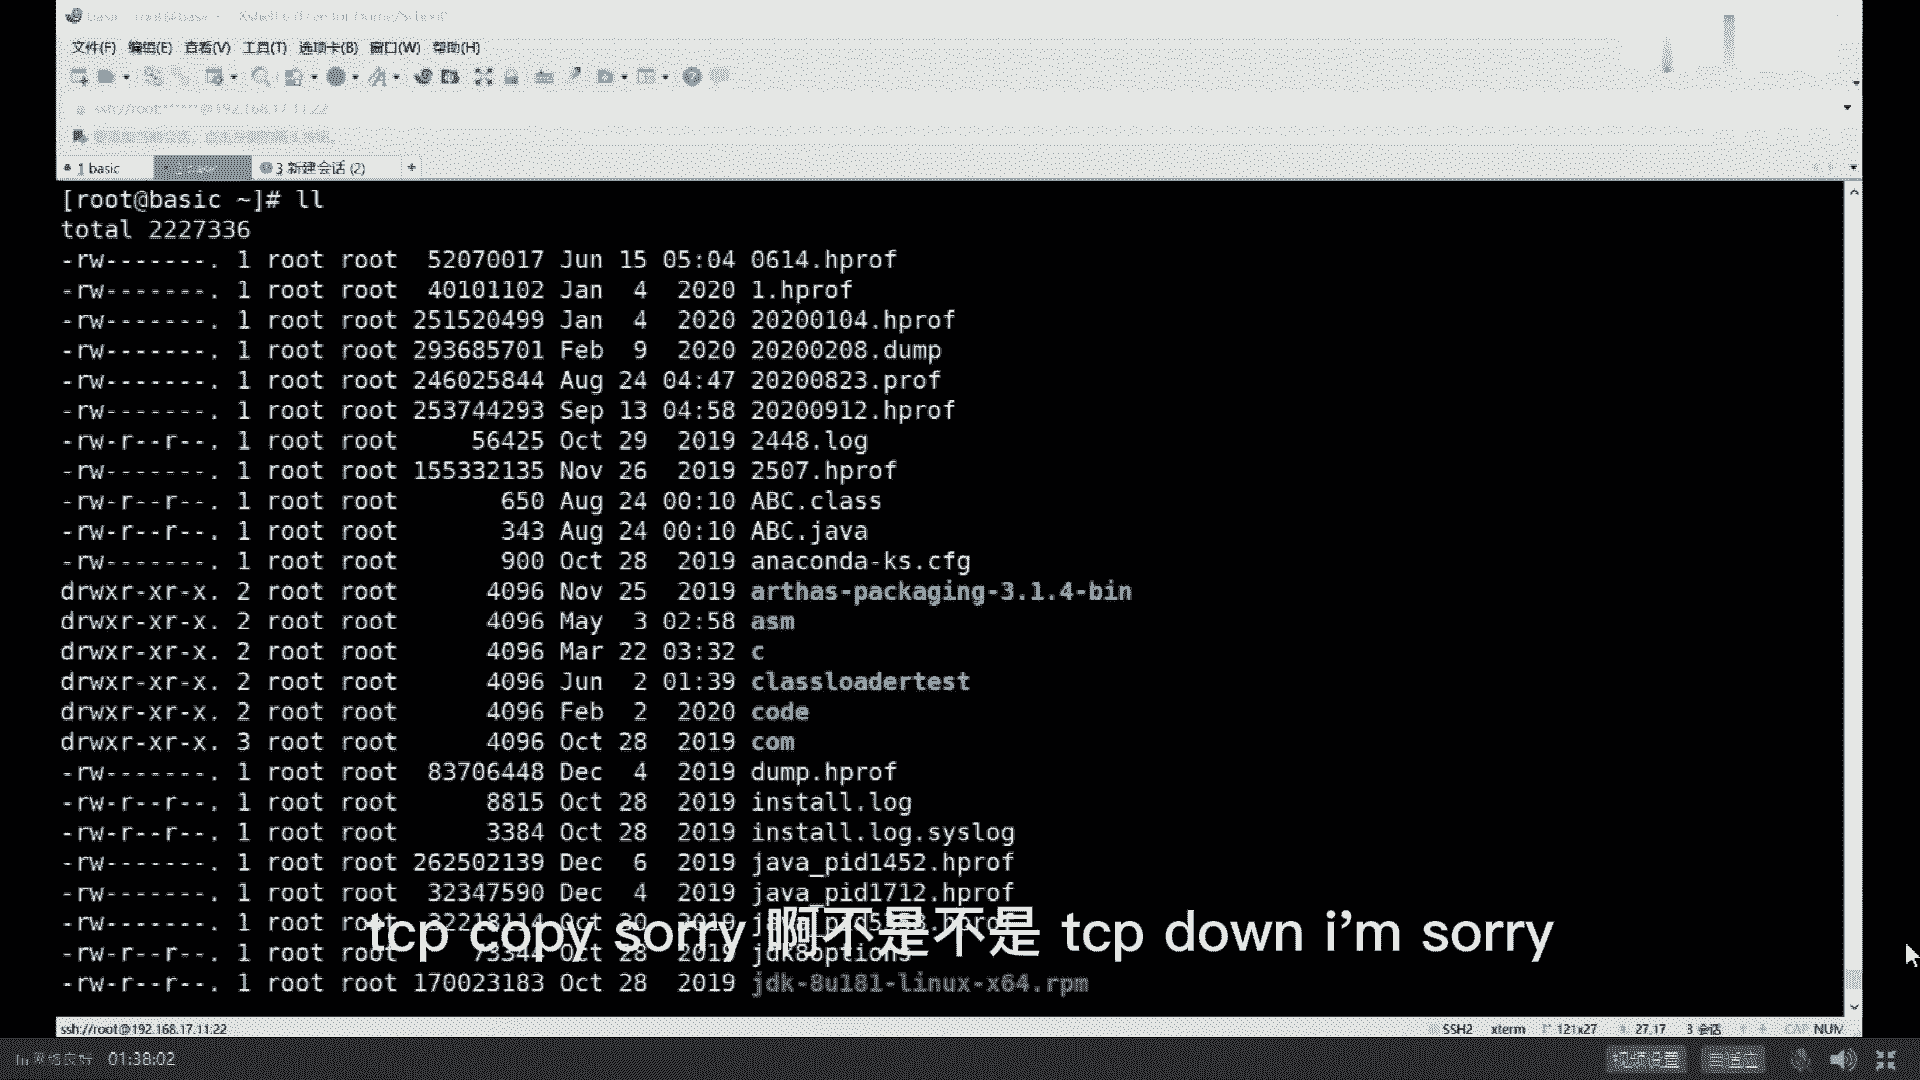 文件(F) 编辑(E) 查看(V) 工具(T) 选项卡(B) 窗口(W) 帮助(H)
ssh://root:******@192.168.17.11:22
1 basic
3 新建会话 (2) +
[root@basic ~]# ll
total 2227336
-rw-------. 1 root root 52070017 Jun 15 05:04 0614.hprof
-rw-------. 1 root root 40101102 Jan 4 2020 1.hprof
-rw-------. 1 root root 251520499 Jan 4 2020 20200104.hprof
-rw-------. 1 root root 293685701 Feb 9 2020 20200208.dump
-rw-------. 1 root root 246025844 Aug 24 04:47 20200823.prof
-rw-------. 1 root root 253744293 Sep 13 04:58 20200912.hprof
-rw-r--r--. 1 root root 56425 Oct 29 2019 2448.log
-rw-------. 1 root root 155332135 Nov 26 2019 2507.hprof
-rw-r--r--. 1 root root 650 Aug 24 00:10 ABC.class
-rw-r--r--. 1 root root 343 Aug 24 00:10 ABC.java
-rw-------. 1 root root 900 Oct 28 2019 anaconda-ks.cfg
drwxr-xr-x. 2 root root 4096 Nov 25 2019 arthas-packaging-3.1.4-bin
drwxr-xr-x. 2 root root 4096 May 3 02:58 asm
drwxr-xr-x. 2 root root 4096 Mar 22 03:32 c
drwxr-xr-x. 2 root root 4096 Jun 2 01:39 classloadertest
drwxr-xr-x. 2 root root 4096 Feb 2 2020 code
drwxr-xr-x. 3 root root 4096 Oct 28 2019 com
-rw-------. 1 root root 83706448 Dec 4 2019 dump.hprof
-rw-r--r--. 1 root root 8815 Oct 28 2019 install.log
-rw-r--r--. 1 root root 3384 Oct 28 2019 install.log.syslog
-rw-------. 1 root root 262502139 Dec 6 2019 java_pid1452.hprof
-rw-------. 1 root root 32347590 Dec 4 2019 java_pid1712.hprof
-rw-------. 1 root root 32218114 Oct 30 2019
tcp copy sorry 啊不是不是 tcp down i'm sorry
-rw-r--r--. 1 root root 73344 Oct 28 2019 jdk8options
-rw-r--r--. 1 root root 170023183 Oct 28 2019 jdk-8u181-linux-x64.rpm
ssh://root@192.168.17.11:22 SSH2 xterm 121x27 27,17 3 会话 CAP NUM
网络良好 01:38:02 视频设置 自适应